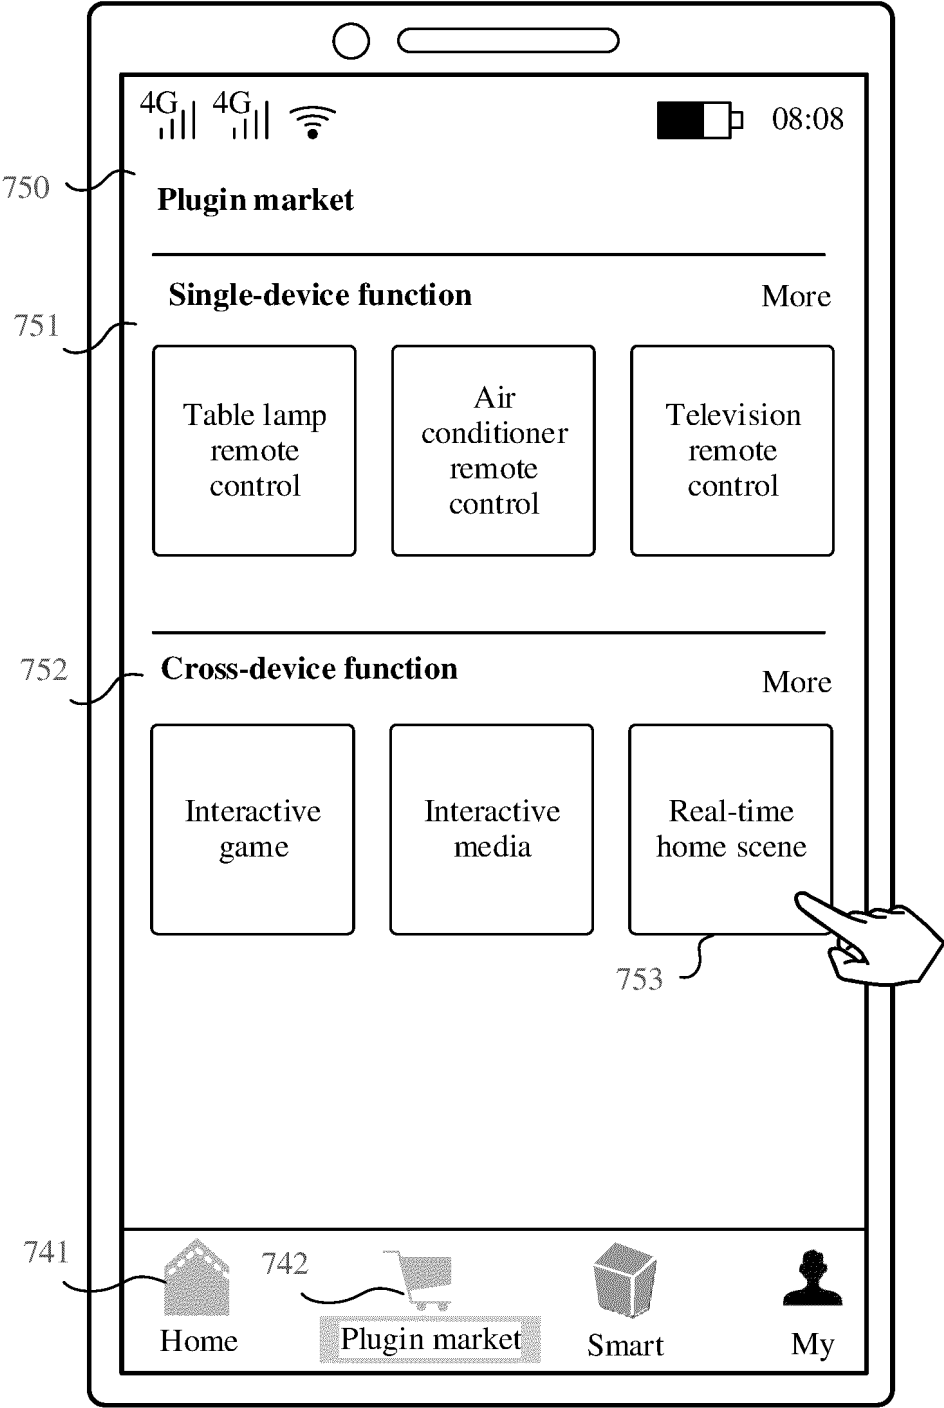 4G 4G 08:08
750
Plugin market
Single-device function More
751
Table lamp
remote
control
Air
conditioner
remote
control
Television
remote
control
752
Cross-device function
More
Interactive
game
Interactive
media
Real-time
home scene
753
741
742
Home
Plugin market
Smart
My